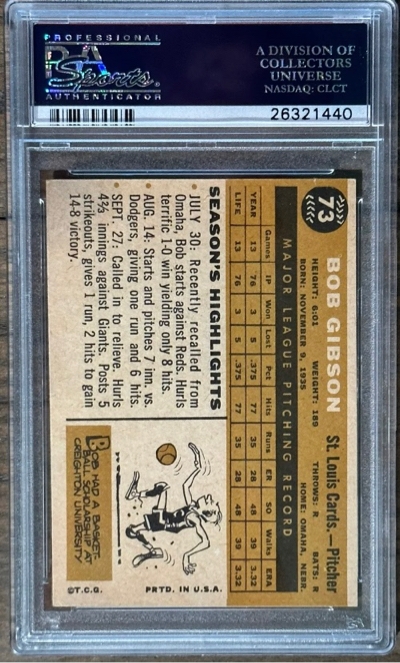 PROFESSIONAL
PSA
Sports
AUTHENTICATOR
A DIVISION OF
COLLECTORS
UNIVERSE
NASDAQ: CLCT
26321440
73
BOB GIBSON
St. Louis Cards.—Pitcher
HEIGHT: 6:01 WEIGHT: 189 THROWS: R BATS: R
BORN: NOVEMBER 9, 1935 HOME: OMAHA, NEBR.
MAJOR LEAGUE PITCHING RECORD
Games IP Won Lost Pct Hits Runs ER SO Walks ERA
YEAR 13 76 3 5 .375 77 35 28 48 39 3.32
LIFE 13 76 3 5 .375 77 35 28 48 39 3.32
SEASON'S HIGHLIGHTS
• JULY 30: Recently recalled from
Omaha, Bob starts against Reds. Hurls
terrific 1-0 win yielding only 8 hits.
• AUG. 14: Starts and pitches 7 inn. vs.
Dodgers, giving one run and 6 hits.
• SEPT. 27: Called in to relieve. Hurls
4⅔ innings against Giants. Posts 5
strikeouts, gives 1 run, 2 hits to gain
14-8 victory.
BOB HAD A BASKET-
BALL SCHOLARSHIP AT
CREIGHTON UNIVERSITY
©T.C.G. PRTD. IN U.S.A.